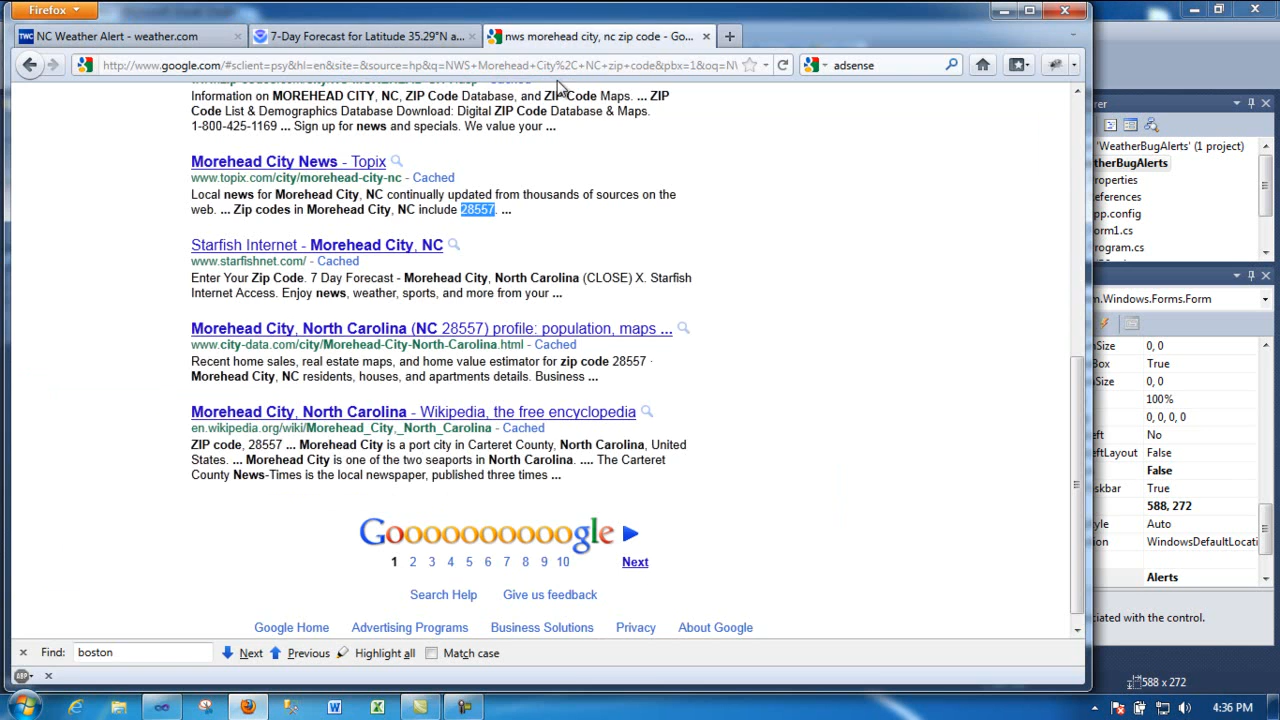 Firefox
TWC NC Weather Alert - weather.com
7-Day Forecast for Latitude 35.29°N a...
nws morehead city, nc zip code - Go...
http://www.google.com/#sclient=psy&hl=en&site=&source=hp&q=NWS+Morehead+City%2C+NC+zip+code&pbx=1&oq=N
adsense
Information on MOREHEAD CITY, NC, ZIP Code Database, and ZIP Code Maps. ... ZIP
Code List & Demographics Database Download: Digital ZIP Code Database & Maps.
1-800-425-1169 ... Sign up for news and specials. We value your ...
Morehead City News - Topix
www.topix.com/city/morehead-city-nc - Cached
Local news for Morehead City, NC continually updated from thousands of sources on the
web. ... Zip codes in Morehead City, NC include 28557. ...
Starfish Internet - Morehead City, NC
www.starfishnet.com/ - Cached
Enter Your Zip Code. 7 Day Forecast - Morehead City, North Carolina (CLOSE) X. Starfish
Internet Access. Enjoy news, weather, sports, and more from your ...
Morehead City, North Carolina (NC 28557) profile: population, maps ...
www.city-data.com/city/Morehead-City-North-Carolina.html - Cached
Recent home sales, real estate maps, and home value estimator for zip code 28557 ·
Morehead City, NC residents, houses, and apartments details. Business ...
Morehead City, North Carolina - Wikipedia, the free encyclopedia
en.wikipedia.org/wiki/Morehead_City,_North_Carolina - Cached
ZIP code, 28557 ... Morehead City is a port city in Carteret County, North Carolina, United
States. ... Morehead City is one of the two seaports in North Carolina. .... The Carteret
County News-Times is the local newspaper, published three times ...
Goooooooooogle
1 2 3 4 5 6 7 8 9 10 Next
Search Help Give us feedback
Google Home Advertising Programs Business Solutions Privacy About Google
Find: boston Next Previous Highlight all Match case
ABP
rer
'WeatherBugAlerts' (1 project)
therBugAlerts
roperties
eferences
pp.config
orm1.cs
rogram.cs
m.Windows.Forms.Form
nSize 0, 0
Box True
nSize 0, 0
100%
0, 0, 0, 0
eft No
eftLayout False
False
skbar True
588, 272
tyle Auto
ion WindowsDefaultLocati
Alerts
ciated with the control.
588 x 272
4:36 PM